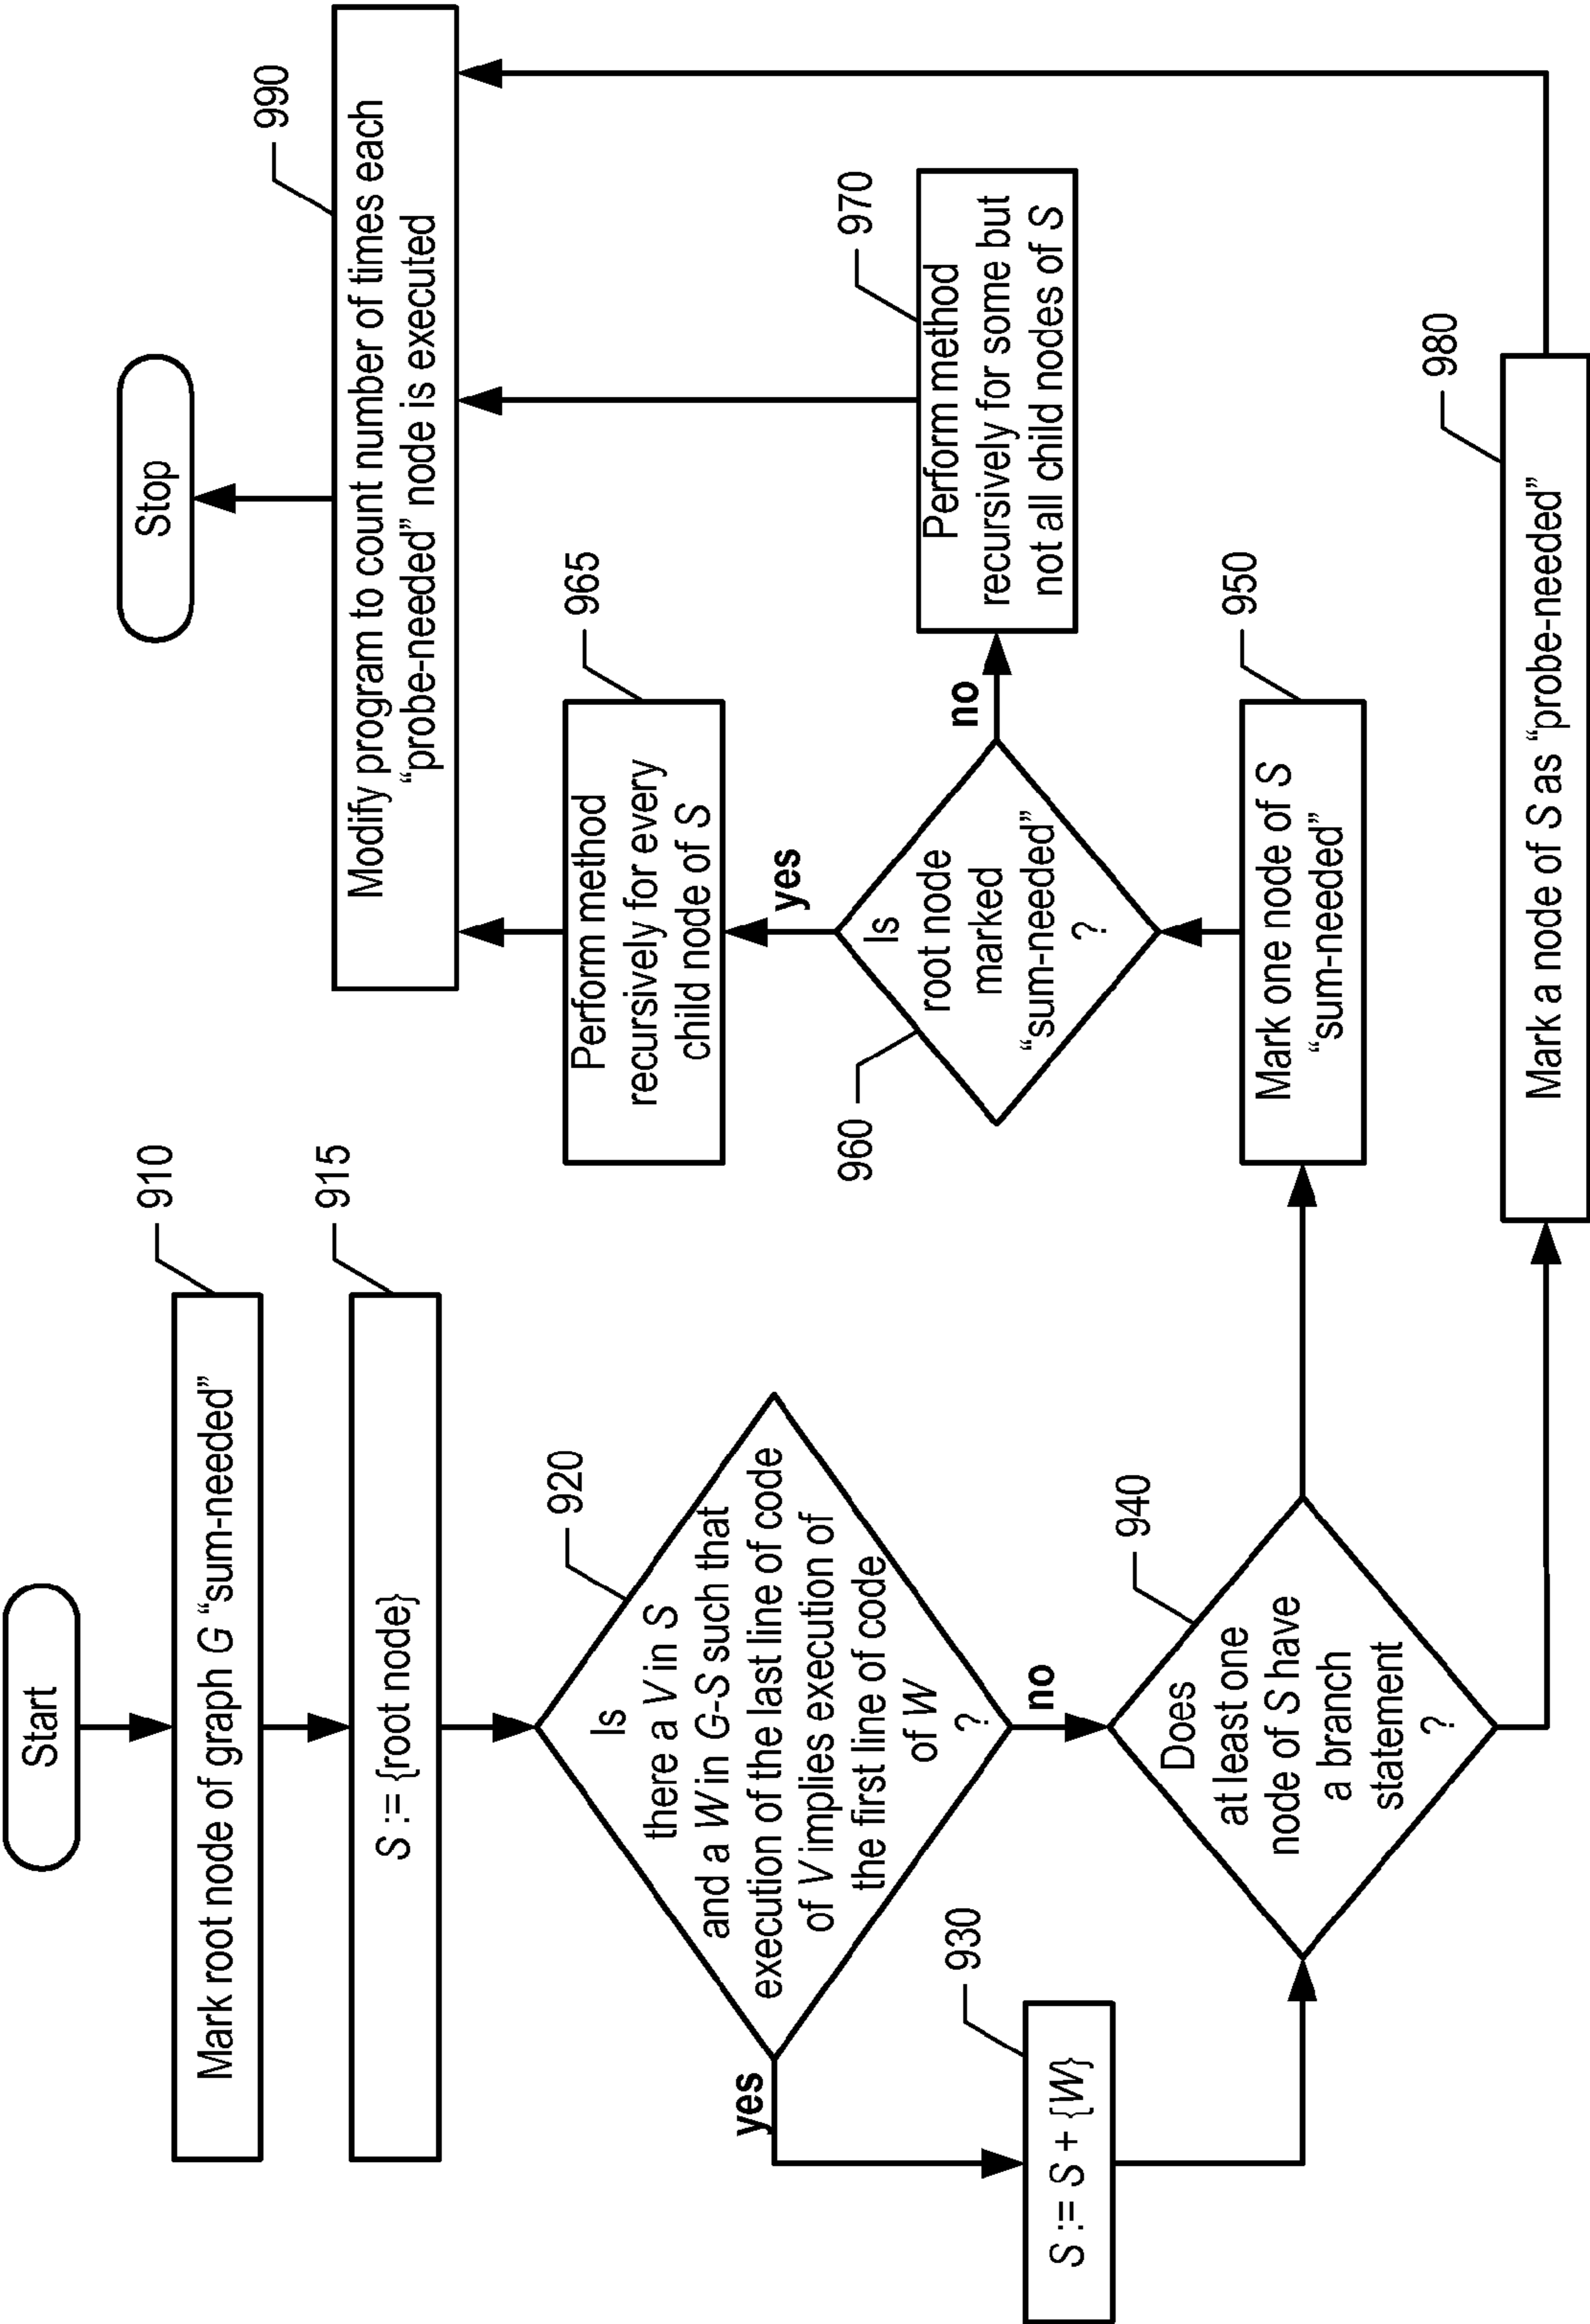 Start
Mark root node of graph G “sum-needed”
910
S := {root node}
915
Is
there a V in S
and a W in G-S such that
execution of the last line of code
of V implies execution of
the first line of code
of W
?
920
yes
no
S := S + {W}
930
Does
at least one
node of S have
a branch
statement
?
940
Mark one node of S
“sum-needed”
950
Is
root node
marked
“sum-needed”
?
960
yes
no
Perform method
recursively for every
child node of S
965
Perform method
recursively for some but
not all child nodes of S
970
Mark a node of S as “probe-needed”
980
Modify program to count number of times each
“probe-needed” node is executed
990
Stop